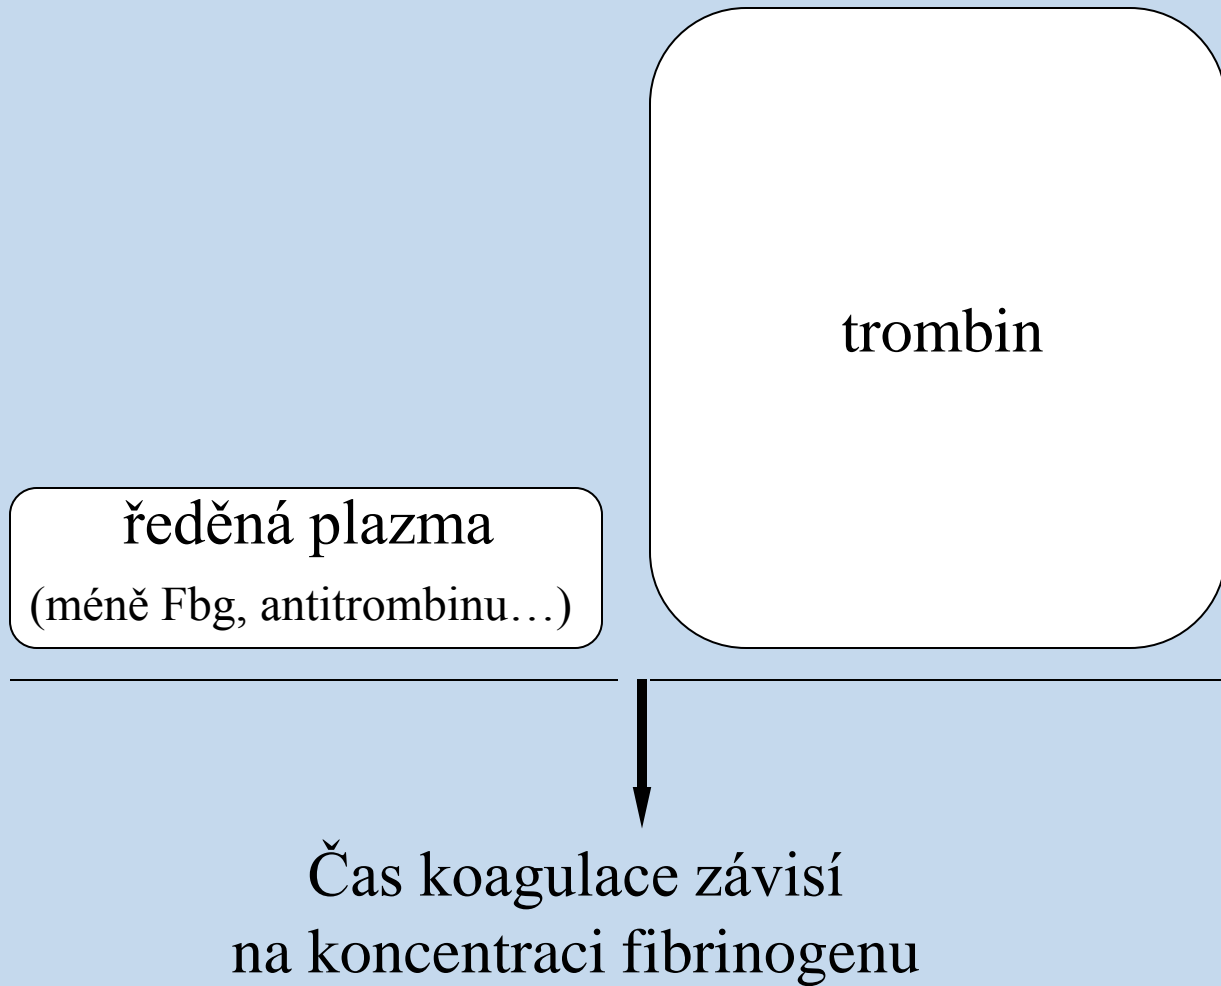 trombin
ředěná plazma
(méně Fbg, antitrombinu…)
Čas koagulace závisí
na koncentraci fibrinogenu